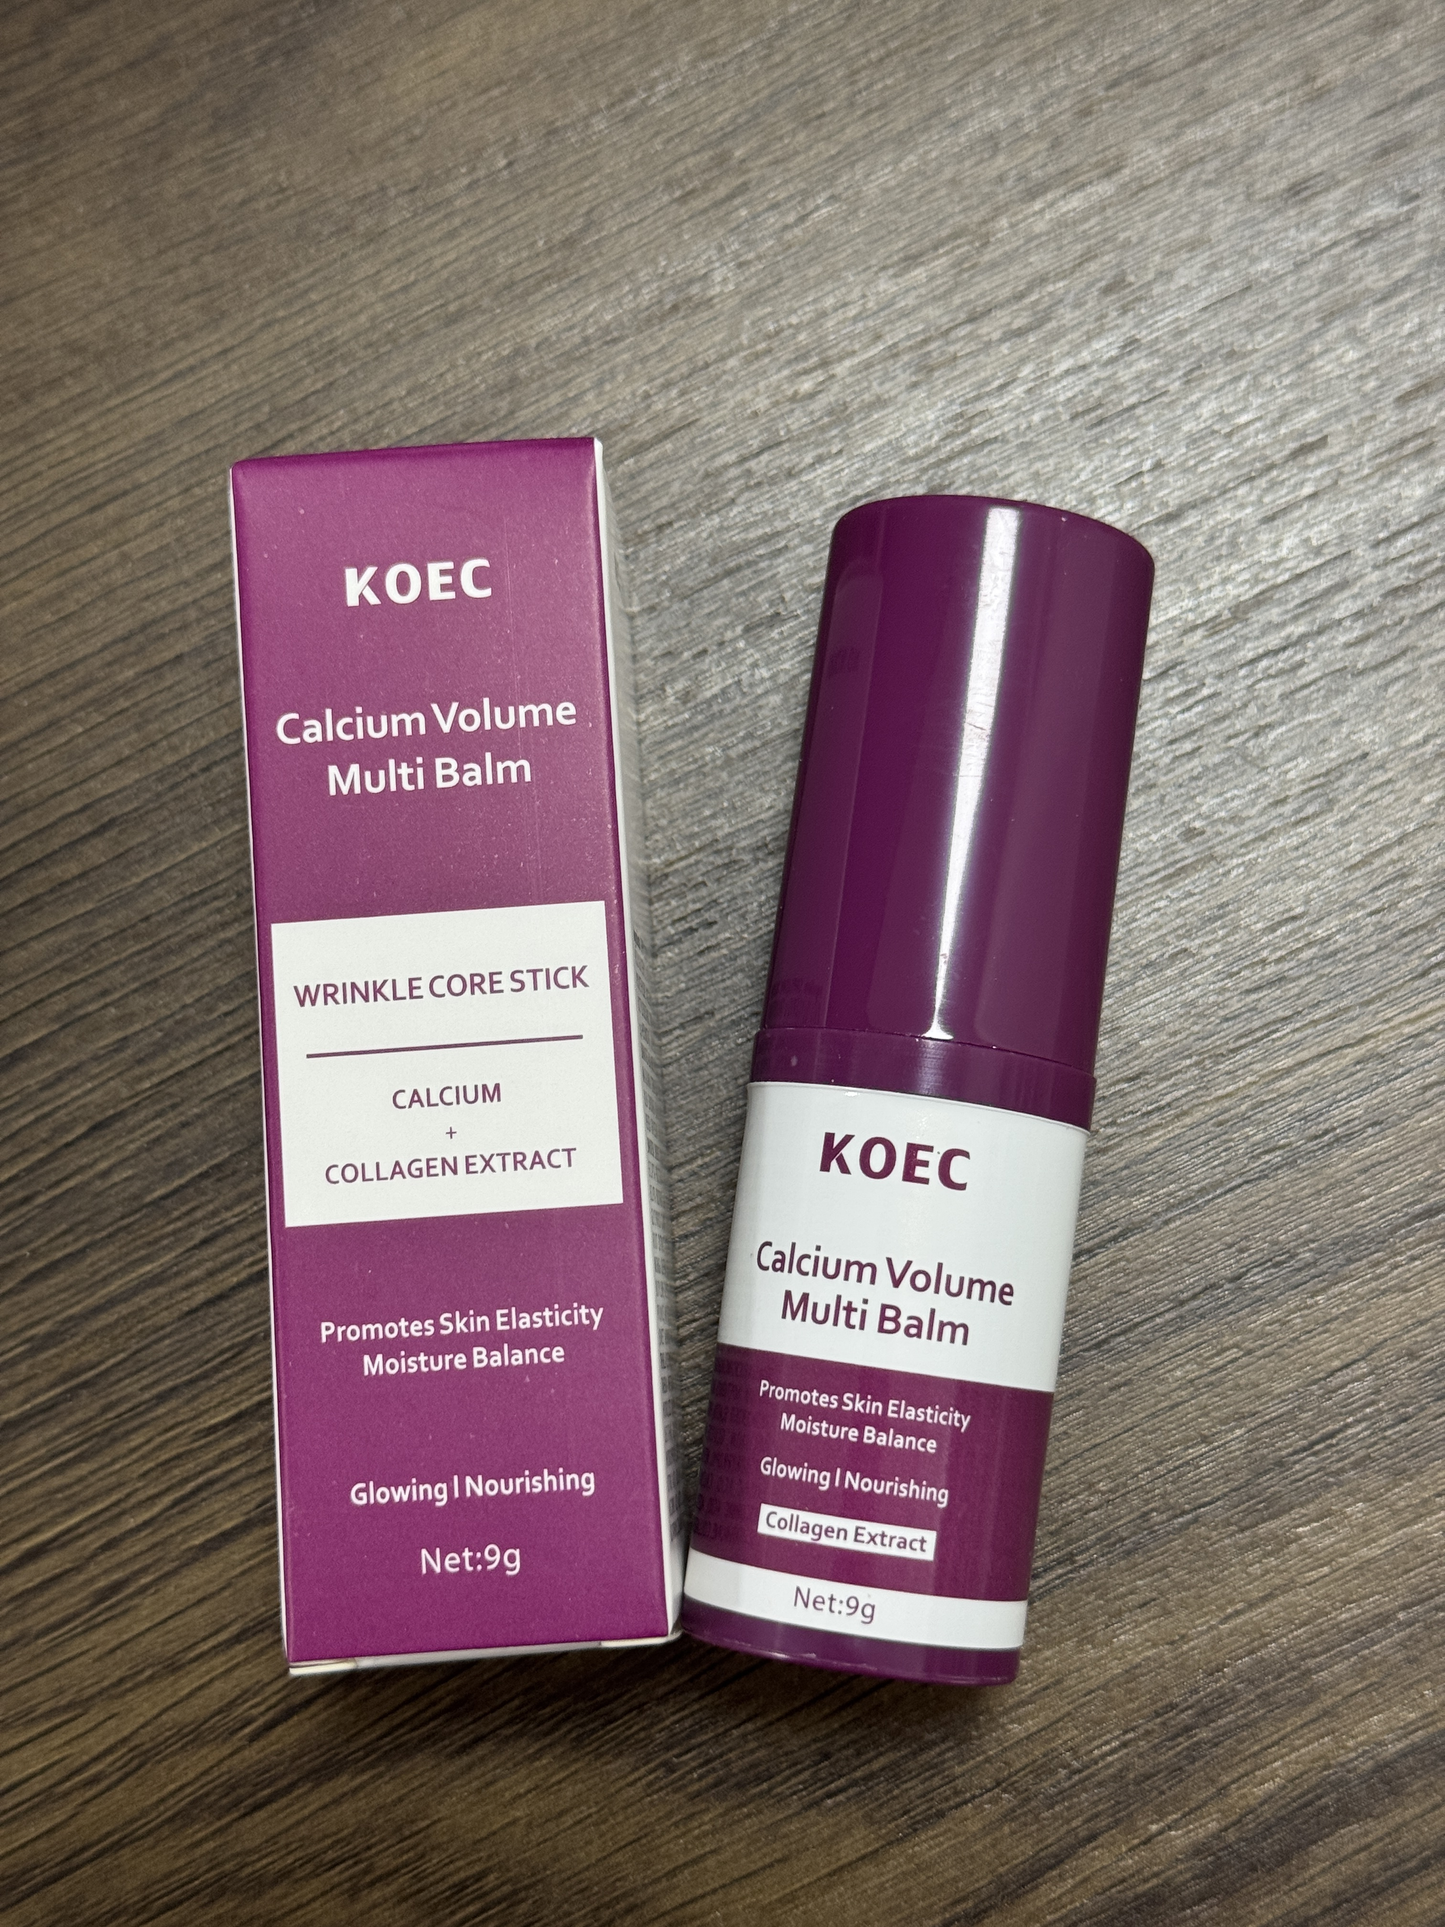 KOEC
Calcium Volume
Multi Balm
WRINKLE CORE STICK
CALCIUM
+
COLLAGEN EXTRACT
Promotes Skin Elasticity
Moisture Balance
Glowing | Nourishing
Net:9g
KOEC
Calcium Volume
Multi Balm
Promotes Skin Elasticity
Moisture Balance
Glowing | Nourishing
Collagen Extract
Net:9g